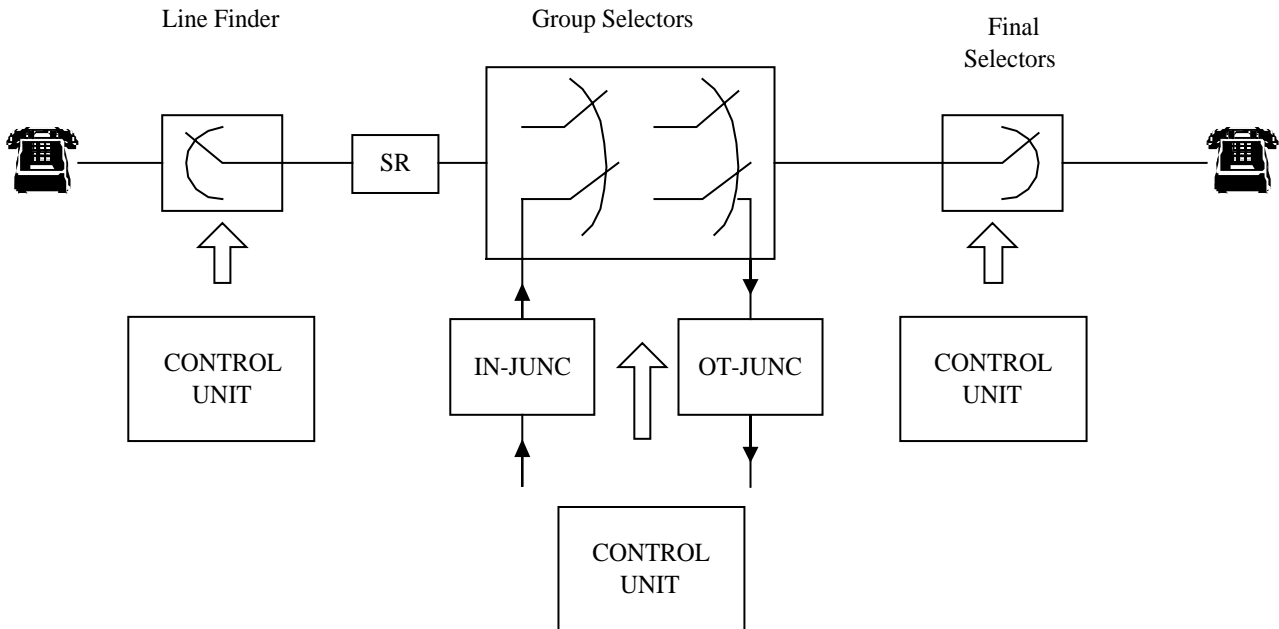 Line Finder
Group Selectors
Final
Selectors
SR
IN-JUNC
OT-JUNC
CONTROL
UNIT
CONTROL
UNIT
CONTROL
UNIT